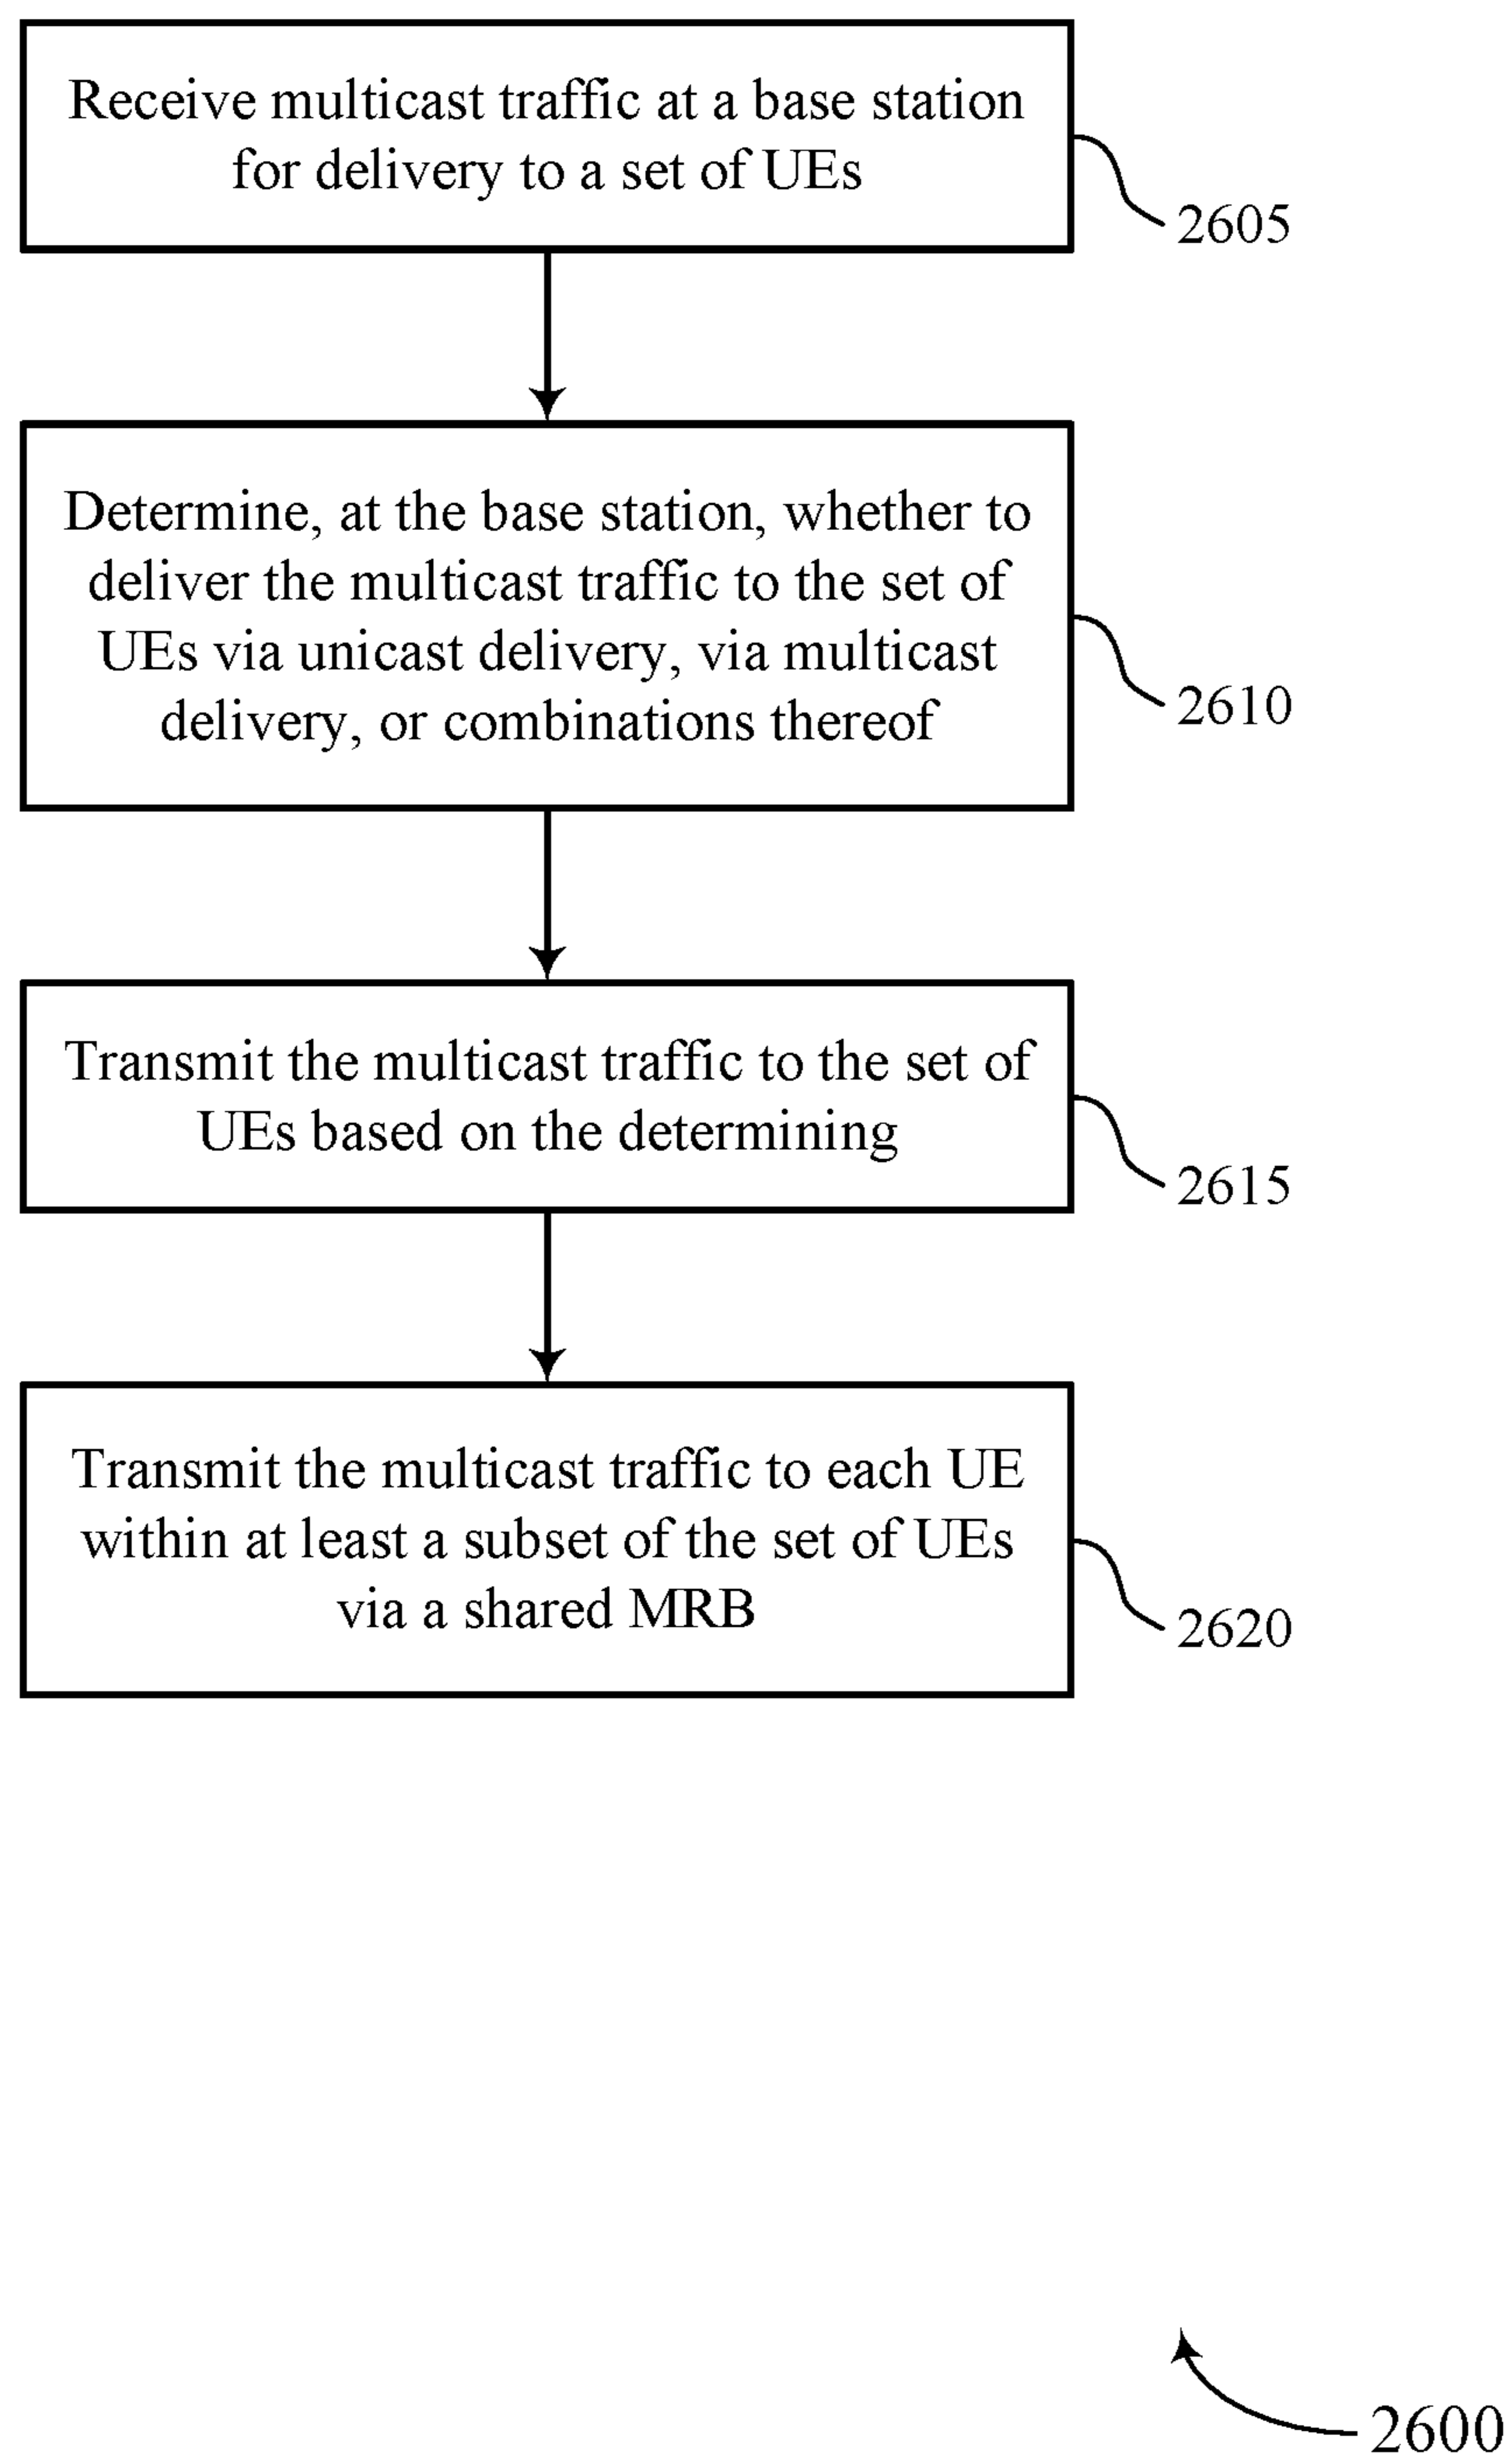 Receive multicast traffic at a base station
for delivery to a set of UEs
2605
Determine, at the base station, whether to
deliver the multicast traffic to the set of
UEs via unicast delivery, via multicast
delivery, or combinations thereof
2610
Transmit the multicast traffic to the set of
UEs based on the determining
2615
Transmit the multicast traffic to each UE
within at least a subset of the set of UEs
via a shared MRB
2620
2600